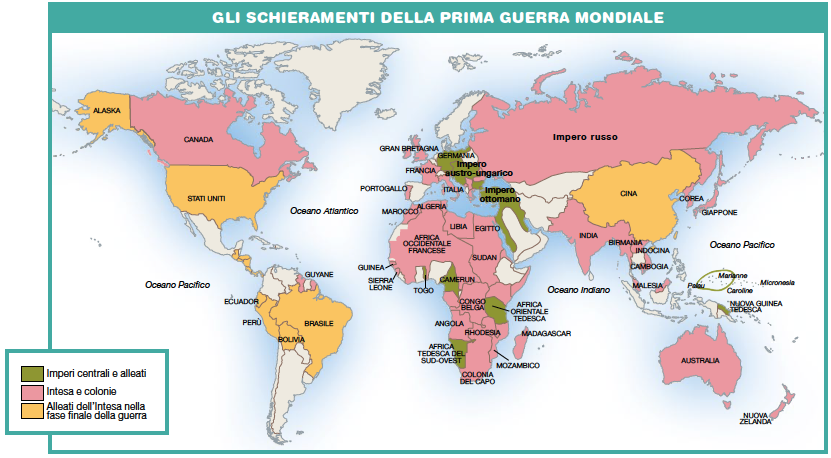 GLI SCHIERAMENTI DELLA PRIMA GUERRA MONDIALE
ALASKA
CANADA
STATI UNITI
Oceano Atlantico
Oceano Pacifico
GUYANE
ECUADOR
PERÙ
BRASILE
BOLIVIA
GRAN BRETAGNA
GERMANIA
Impero
austro-ungarico
FRANCIA
PORTOGALLO
ITALIA
Impero
ottomano
Impero russo
MAROCCO
ALGERIA
LIBIA
EGITTO
AFRICA
OCCIDENTALE
FRANCESE
SUDAN
GUINEA
SIERRA
LEONE
TOGO
CAMERUN
CONGO
BELGA
AFRICA
ORIENTALE
TEDESCA
ANGOLA
RHODESIA
MADAGASCAR
AFRICA
TEDESCA DEL
SUD-OVEST
MOZAMBICO
COLONIA
DEL CAPO
CINA
COREA
GIAPPONE
INDIA
BIRMANIA
INDOCINA
CAMBOGIA
MALESIA
Oceano Indiano
Oceano Pacifico
Marianne
Palau
Caroline
Micronesia
NUOVA GUINEA
TEDESCA
AUSTRALIA
NUOVA
ZELANDA
Imperi centrali e alleati
Intesa e colonie
Alleati dell'Intesa nella
fase finale della guerra